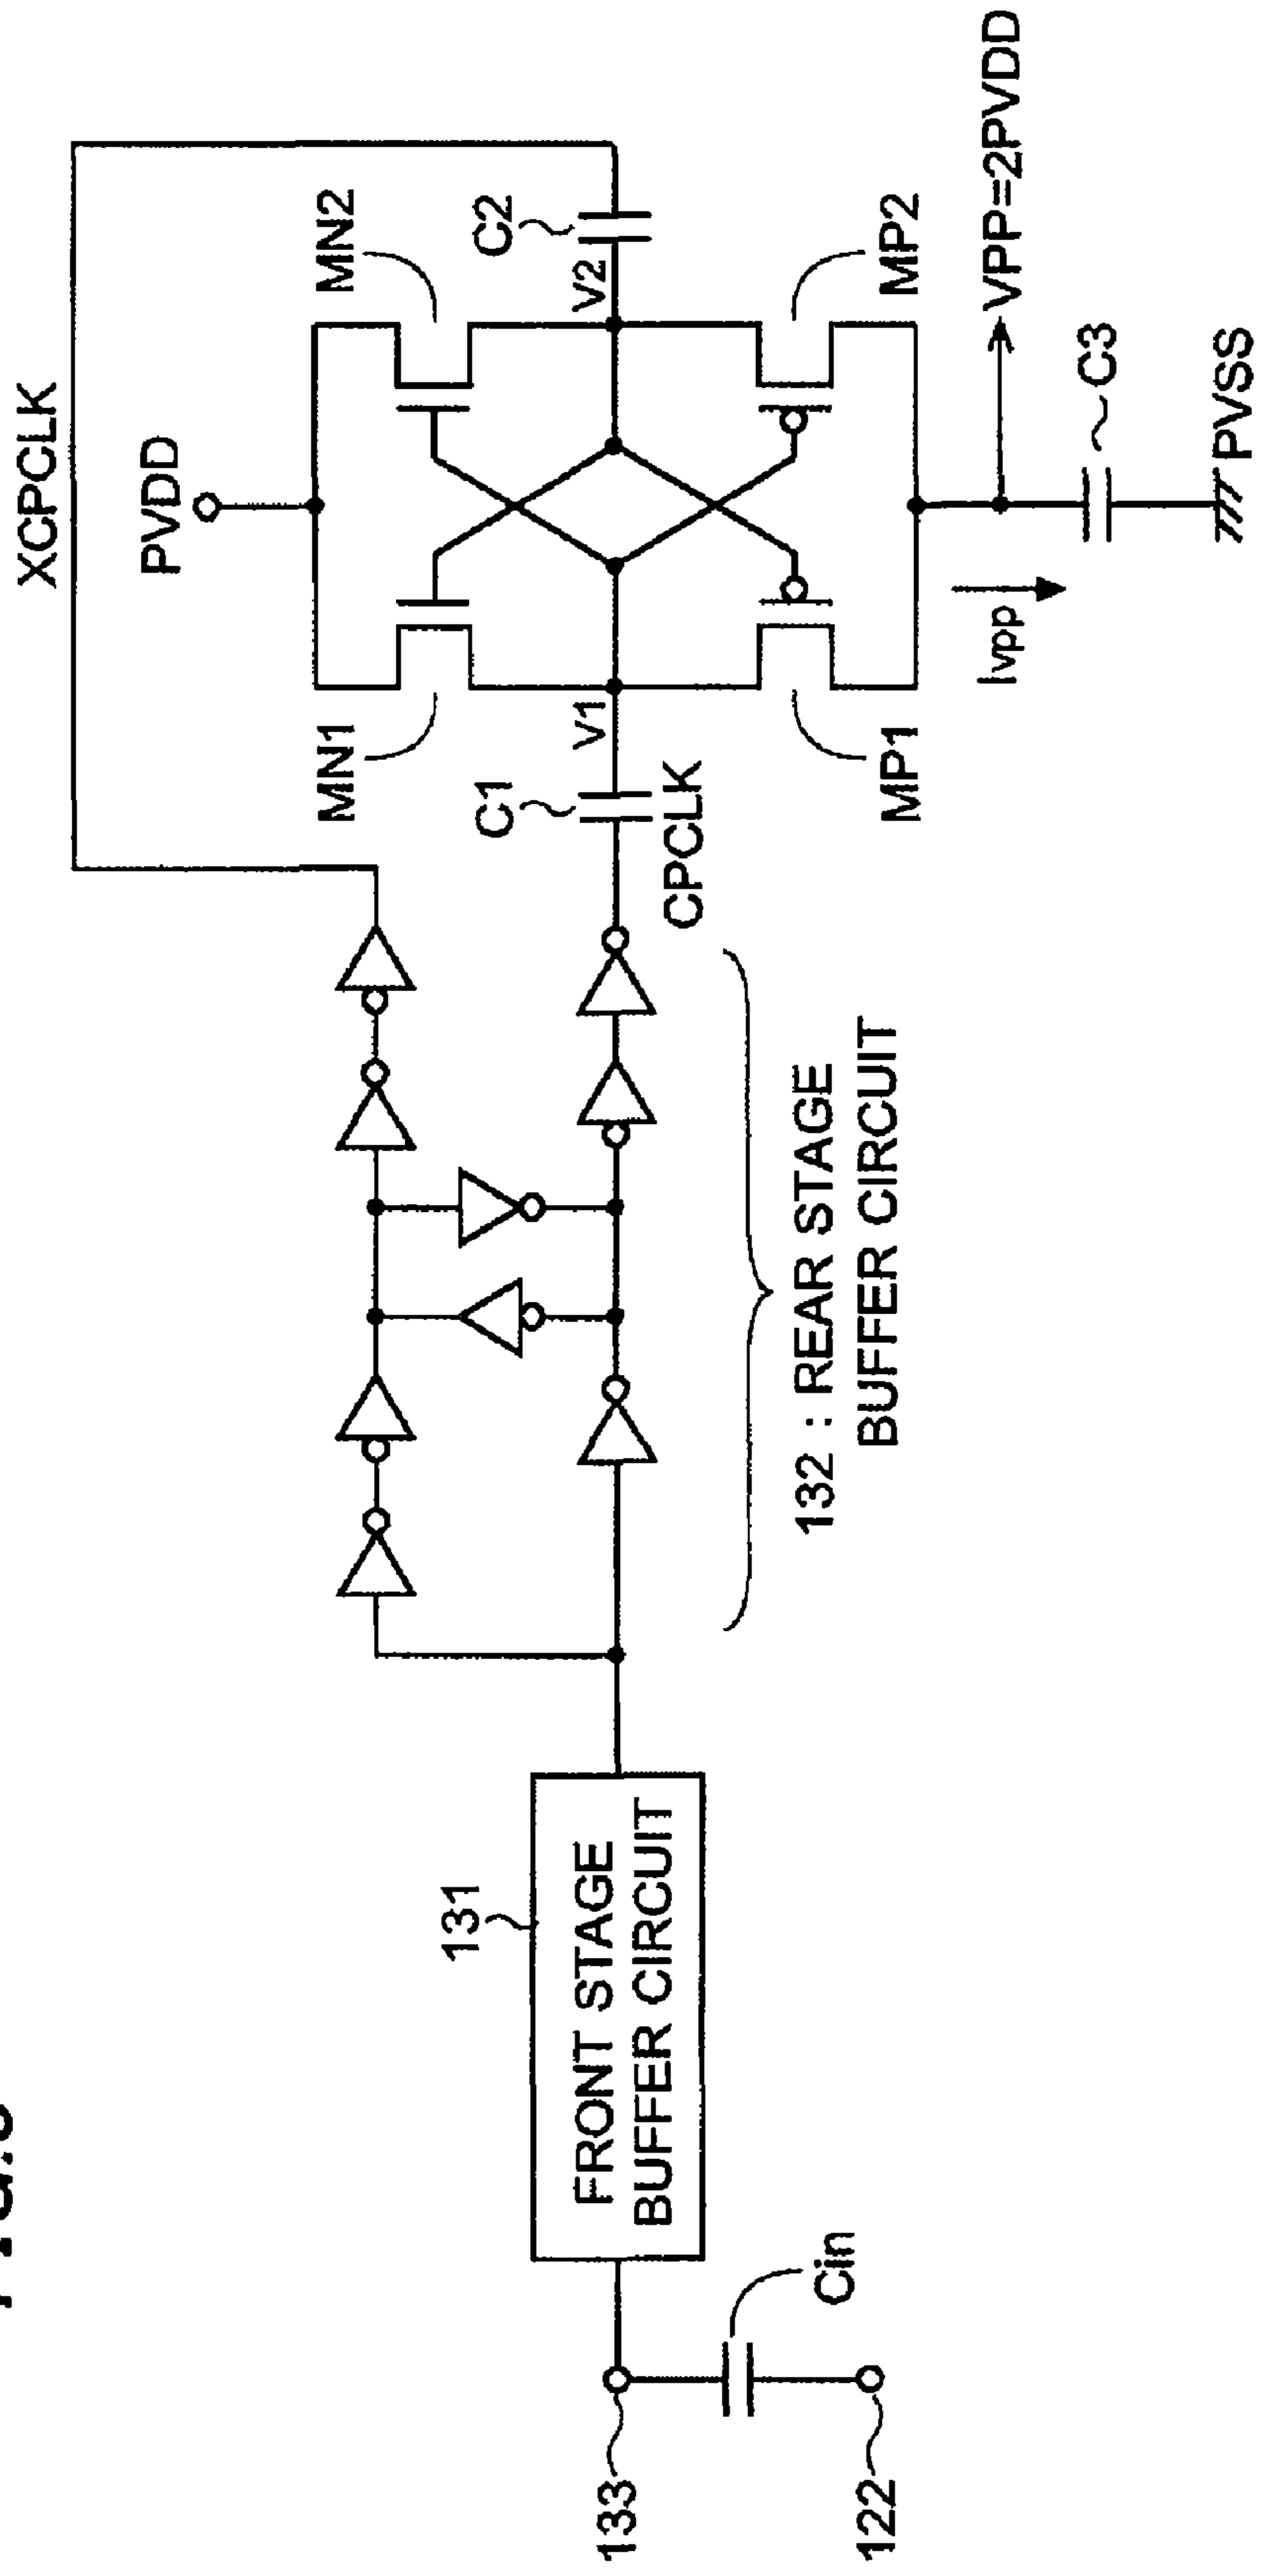 XCPCLK
PVDD
MN1
MN2
C1
V1
V2
C2
CPCLK
MP1
MP2
Ivpp
VPP=2PVDD
C3
PVSS
131
FRONT STAGE
BUFFER CIRCUIT
132 : REAR STAGE
BUFFER CIRCUIT
133
Cin
122